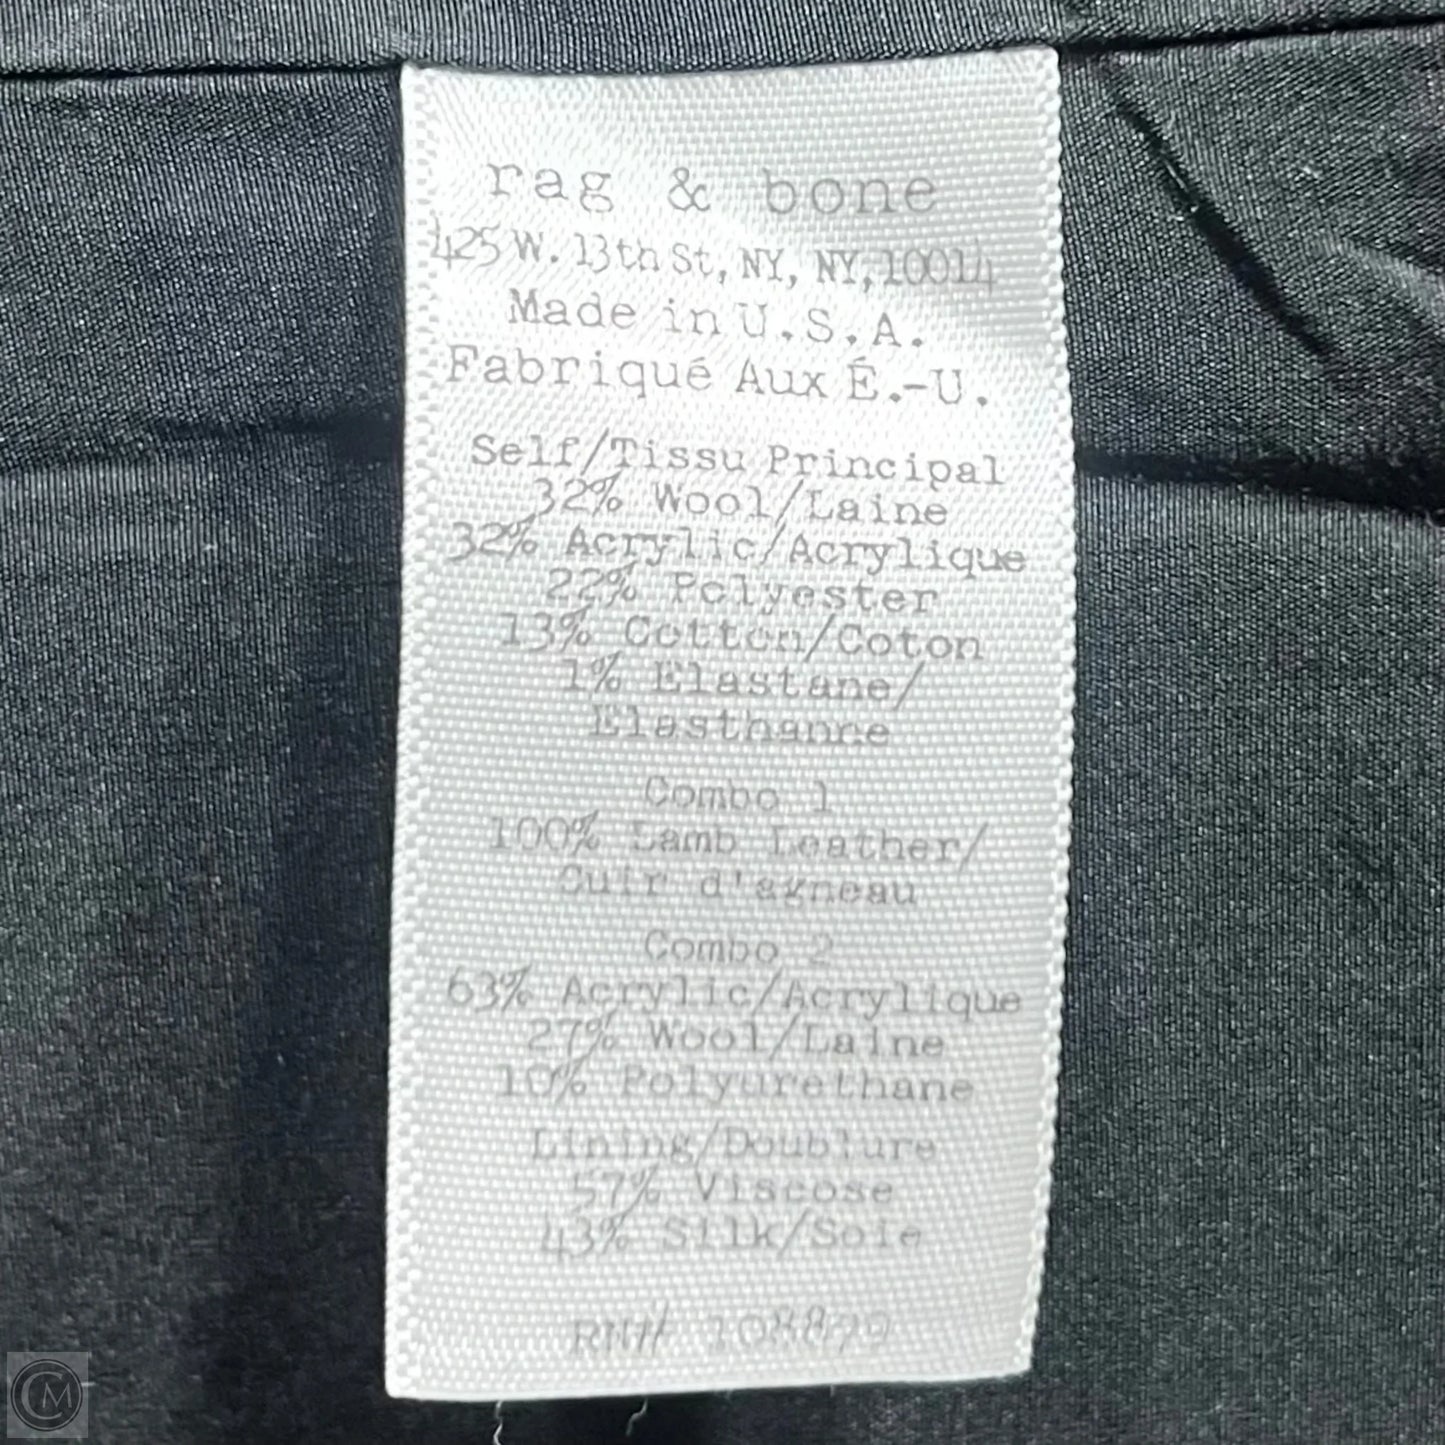 rag & bone
425 W. 13th St, NY, NY, 10014
Made in U.S.A.
Fabriqué Aux É.-U.
Self/Tissu Principal
32% Wool/Laine
32% Acrylic/Acrylique
22% Polyester
13% Cotton/Coton
1% Elastane/
Elasthanne
Combo 1
100% Lamb Leather/
Cuir d'agneau
Combo 2
63% Acrylic/Acrylique
27% Wool/Laine
10% Polyurethane
Lining/Doublure
57% Viscose
43% Silk/Soie
RN#
CM